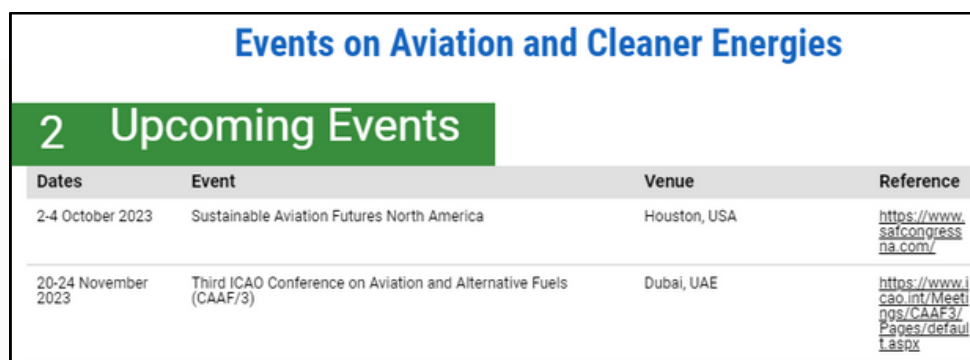 Events on Aviation and Cleaner Energies
2 Upcoming Events
Dates Event Venue Reference
2-4 October 2023 Sustainable Aviation Futures North America Houston, USA https://www.
safcongress
na.com/
20-24 November Third ICAO Conference on Aviation and Alternative Fuels Dubai, UAE https://www.i
2023 (CAAF/3) cao.int/Meeti
ngs/CAAF3/
Pages/defaul
t.aspx